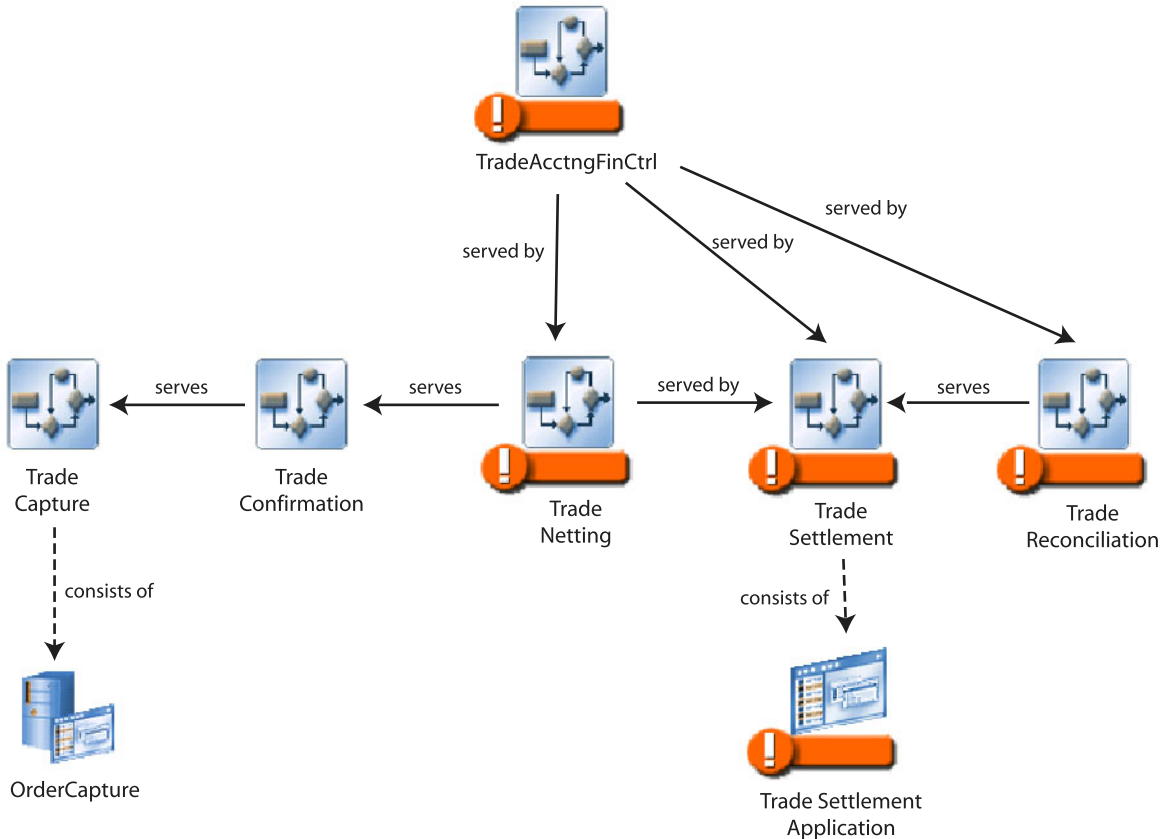 TradeAcctngFinCtrl
served by
served by
served by
serves
serves
served by
serves
Trade
Capture
Trade
Confirmation
Trade
Netting
Trade
Settlement
Trade
Reconciliation
consists of
consists of
OrderCapture
Trade Settlement
Application